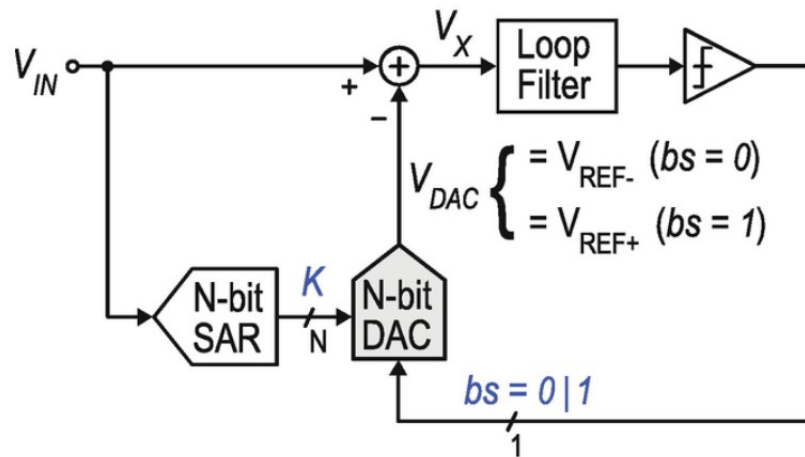 V_IN
+
−
+
V_X
Loop
Filter
V_DAC { = V_REF- (bs = 0)
= V_REF+ (bs = 1)
N-bit
SAR
K
N
N-bit
DAC
bs = 0|1
1